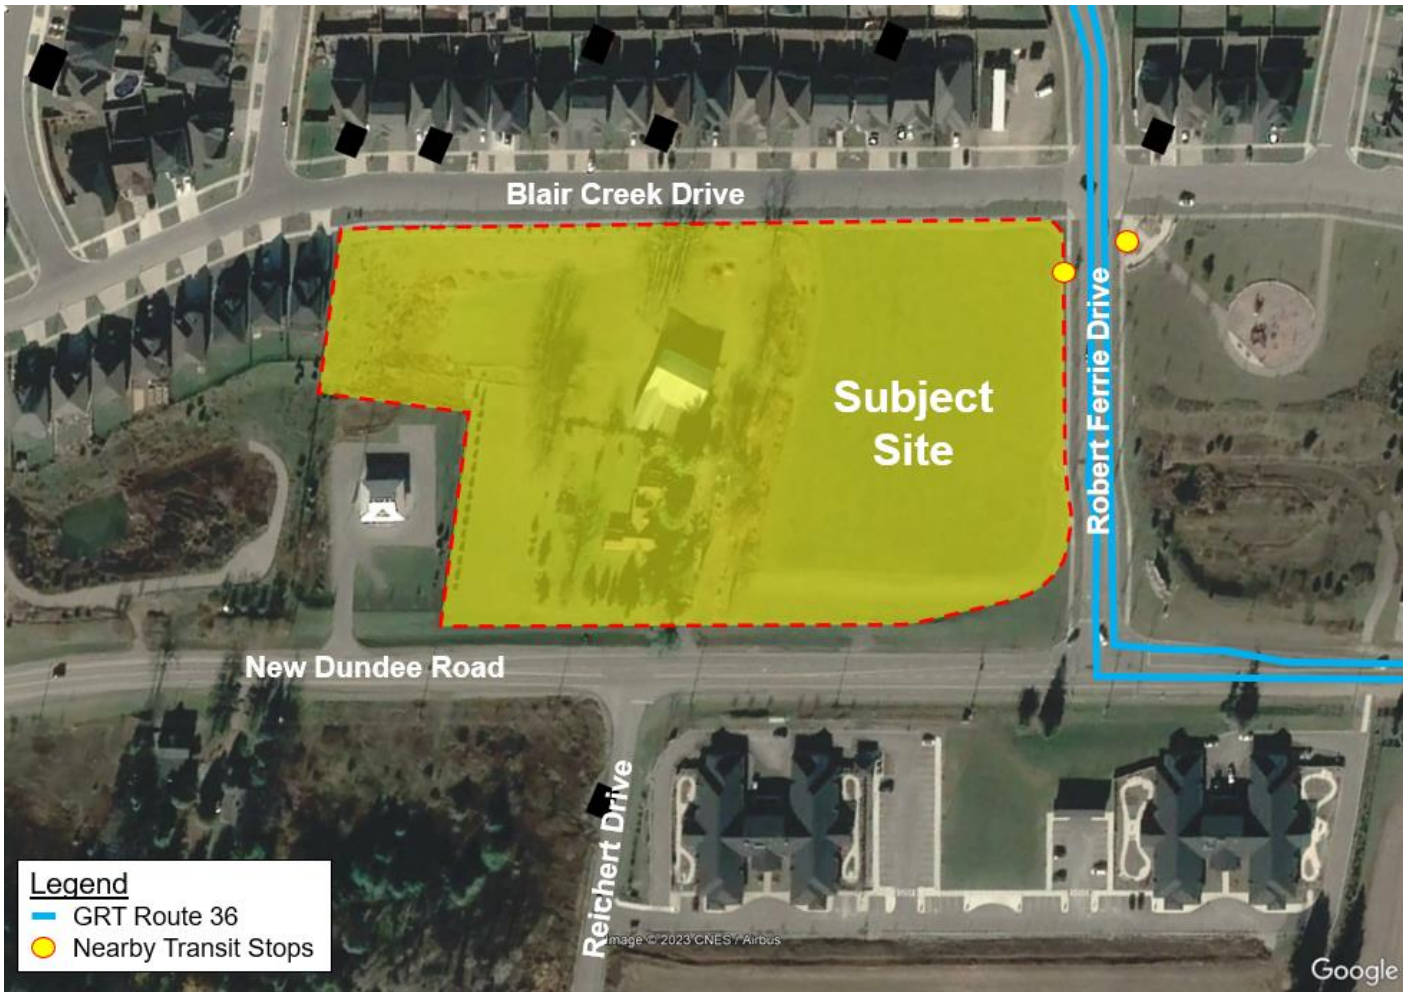 Blair Creek Drive
Robert Ferrie Drive
Subject
Site
New Dundee Road
Reichert Drive
Legend
GRT Route 36
Nearby Transit Stops
Image © 2023 CNES / Airbus
Google